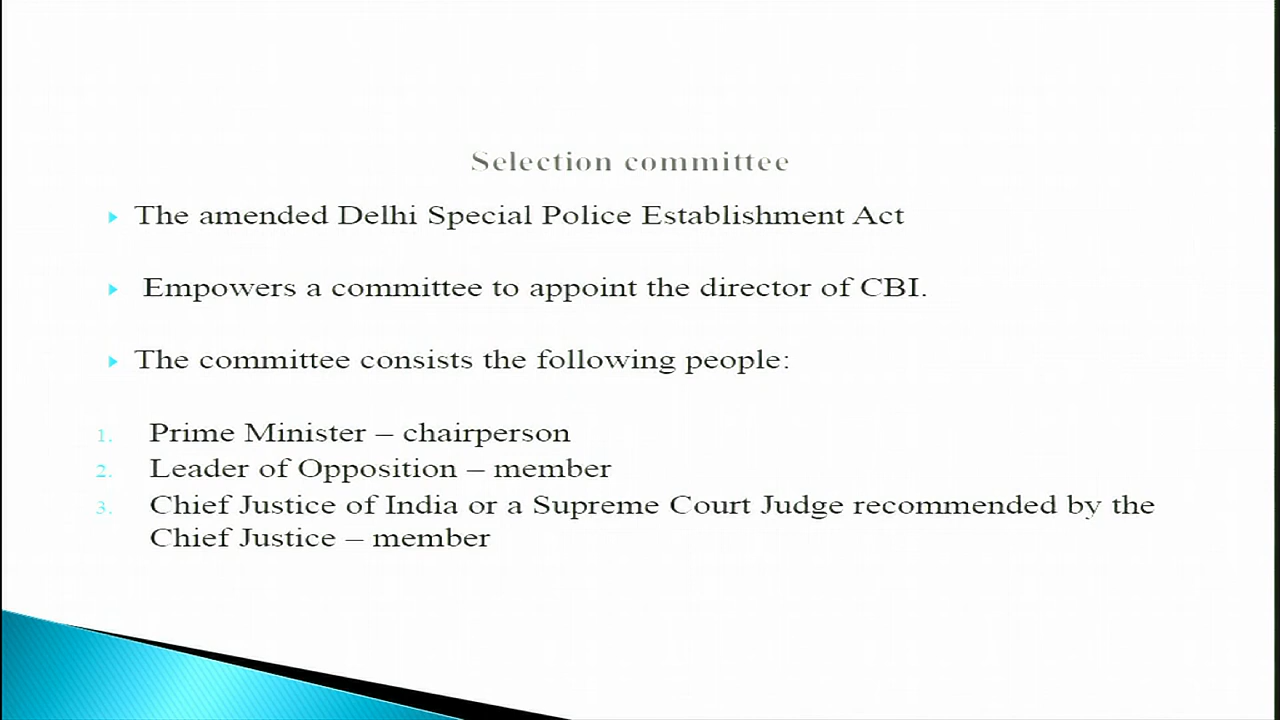 Selection committee
The amended Delhi Special Police Establishment Act
Empowers a committee to appoint the director of CBI.
The committee consists the following people:
1. Prime Minister – chairperson
2. Leader of Opposition – member
3. Chief Justice of India or a Supreme Court Judge recommended by the
Chief Justice – member